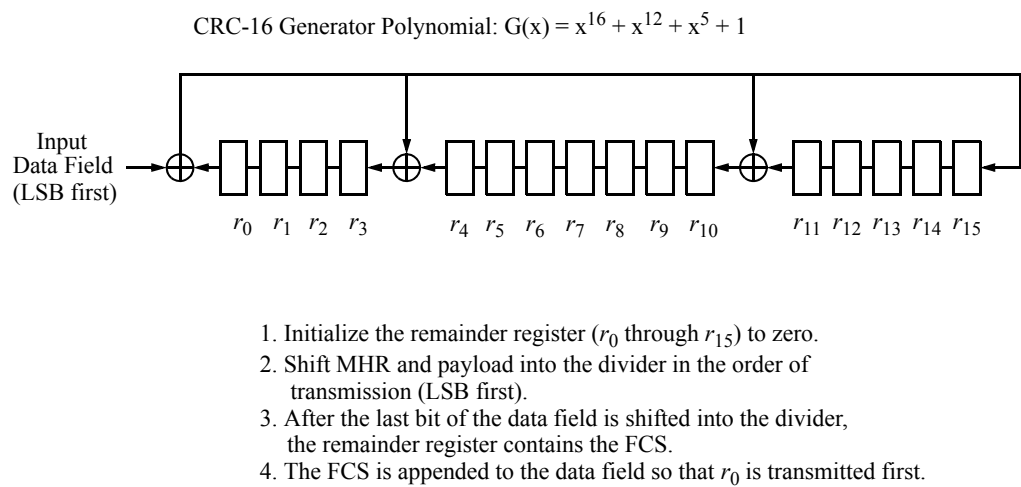 CRC-16 Generator Polynomial: G(x) = x^16 + x^12 + x^5 + 1
Input
Data Field
(LSB first)
r0 r1 r2 r3 r4 r5 r6 r7 r8 r9 r10 r11 r12 r13 r14 r15
1. Initialize the remainder register (r0 through r15) to zero.
2. Shift MHR and payload into the divider in the order of
transmission (LSB first).
3. After the last bit of the data field is shifted into the divider,
the remainder register contains the FCS.
4. The FCS is appended to the data field so that r0 is transmitted first.